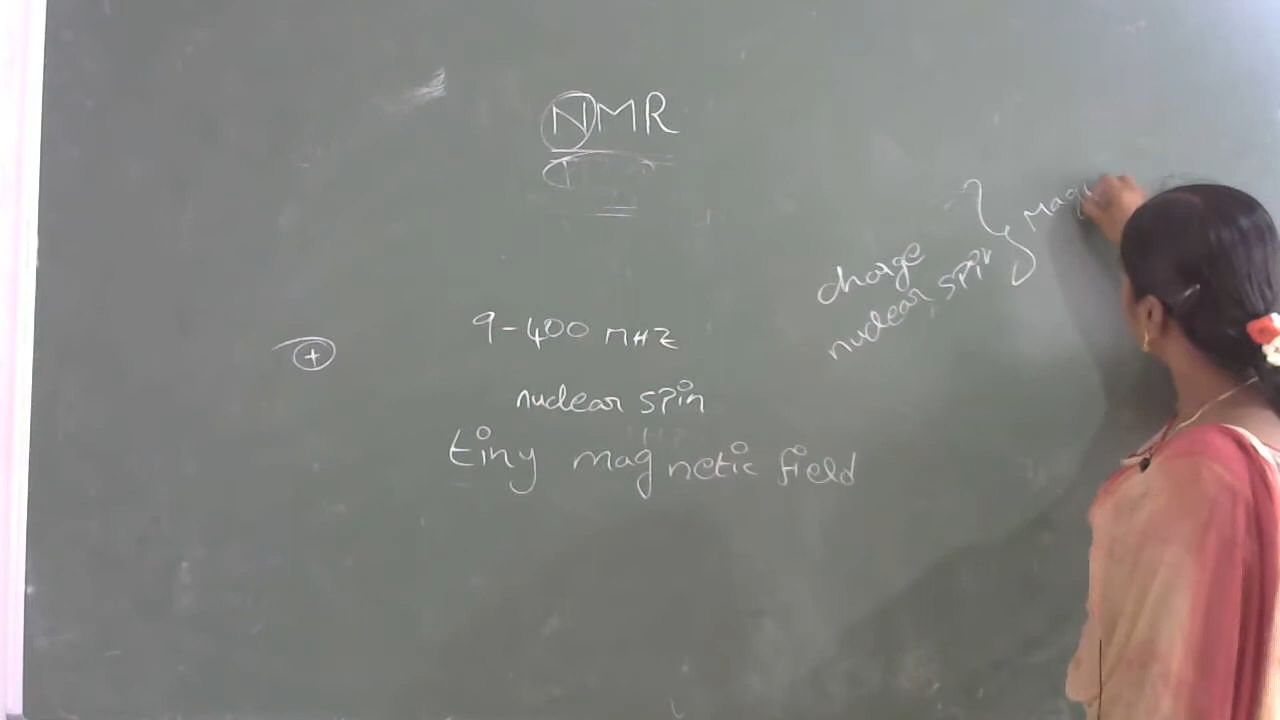 NMR
+
9-400 MHZ
nuclear spin
tiny magnetic field
charge
nuclear spin